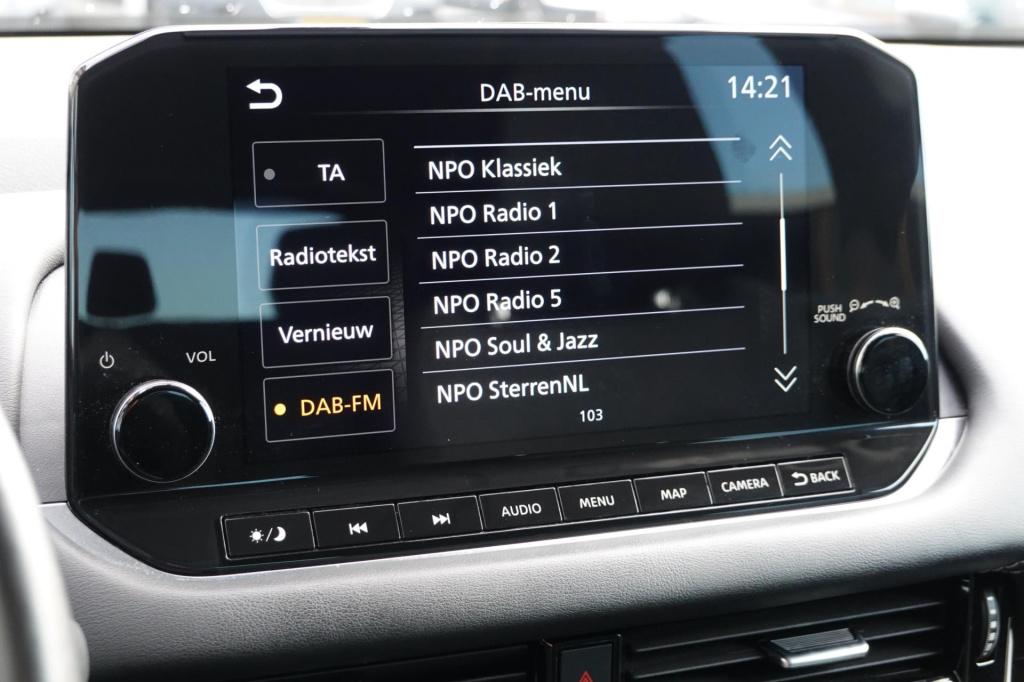 DAB-menu
14:21
TA
Radiotekst
Vernieuw
DAB-FM
NPO Klassiek
NPO Radio 1
NPO Radio 2
NPO Radio 5
NPO Soul & Jazz
NPO SterrenNL
103
VOL
PUSH
SOUND
AUDIO
MENU
MAP
CAMERA
BACK